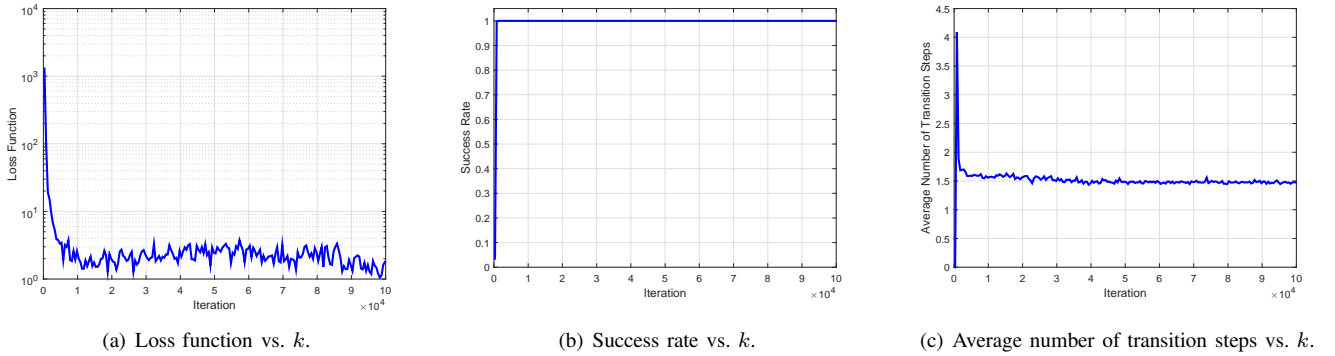 10^4
10^3
10^2
10^1
10^0
Loss Function
0 1 2 3 4 5 6 7 8 9 10
Iteration
×10^4
(a) Loss function vs. k.
1
0.9
0.8
0.7
0.6
0.5
0.4
0.3
0.2
0.1
0
Success Rate
0 1 2 3 4 5 6 7 8 9 10
Iteration
×10^4
(b) Success rate vs. k.
4.5
4
3.5
3
2.5
2
1.5
1
0.5
0
Average Number of Transition Steps
0 1 2 3 4 5 6 7 8 9 10
Iteration
×10^4
(c) Average number of transition steps vs. k.